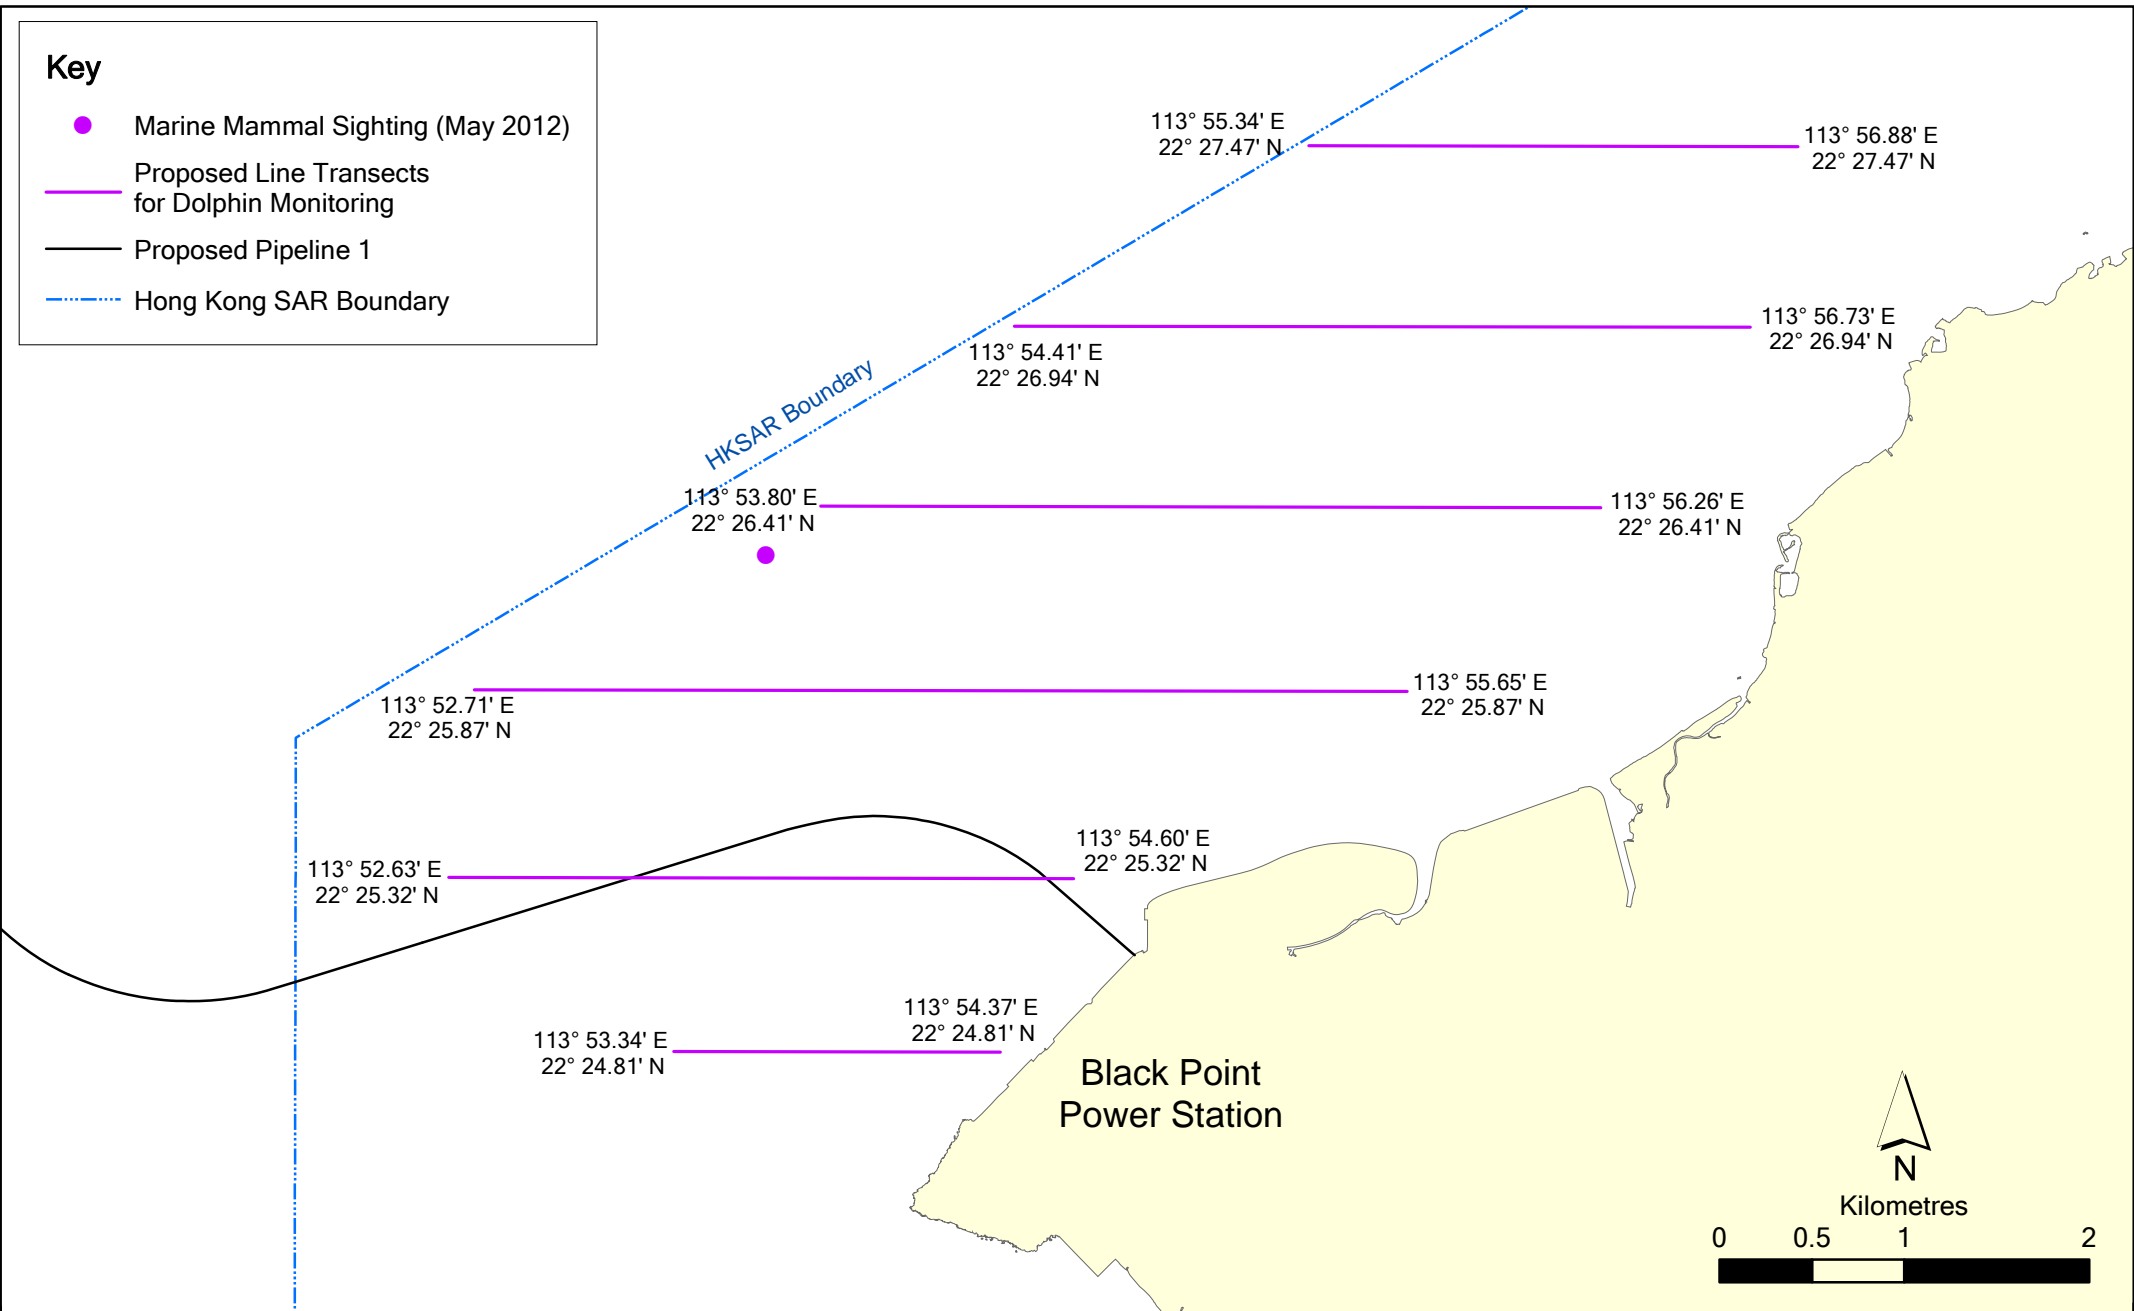 Key
Marine Mammal Sighting (May 2012)
Proposed Line Transects
for Dolphin Monitoring
Proposed Pipeline 1
Hong Kong SAR Boundary
113° 55.34' E
22° 27.47' N
113° 56.88' E
22° 27.47' N
113° 56.73' E
22° 26.94' N
113° 54.41' E
22° 26.94' N
HKSAR Boundary
113° 53.80' E
22° 26.41' N
113° 56.26' E
22° 26.41' N
113° 52.71' E
22° 25.87' N
113° 55.65' E
22° 25.87' N
113° 54.60' E
22° 25.32' N
113° 52.63' E
22° 25.32' N
113° 54.37' E
22° 24.81' N
113° 53.34' E
22° 24.81' N
Black Point
Power Station
N
Kilometres
0 0.5 1 2